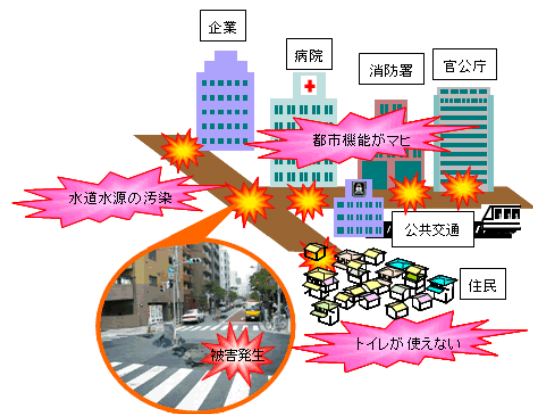 企業
病院
消防署
官公庁
都市機能がマヒ
水道水源の汚染
公共交通
住民
被害発生
トイレが使えない